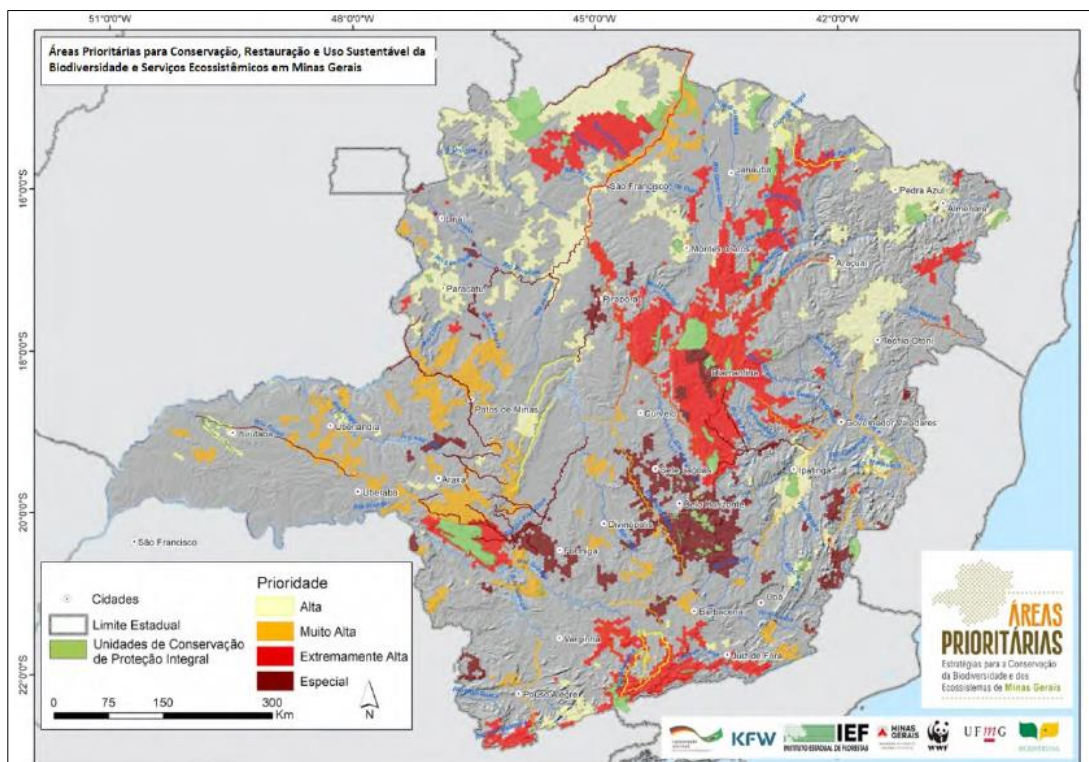 51°0'0"W
48°0'0"W
45°0'0"W
42°0'0"W
Áreas Prioritárias para Conservação, Restauração e Uso Sustentável da
Biodiversidade e Serviços Ecossistêmicos em Minas Gerais
16°0'0"S
18°0'0"S
20°0'0"S
22°0'0"S
Janaúba
São Francisco
Pedra Azul
Almenara
Unaí
Montes Claros
Araçuaí
Paracatu
Pirapora
Teófilo Otoni
Diamantina
Patos de Minas
Curvelo
Uberlândia
Ituiutaba
Governador Valadares
Ipatinga
Sete Lagoas
Araxá
Uberaba
Belo Horizonte
Divinópolis
São Francisco
Formiga
Ubá
Barbacena
Varginha
Juiz de Fora
Pouso Alegre
Cidades
Limite Estadual
Unidades de Conservação
de Proteção Integral
Prioridade
Alta
Muito Alta
Extremamente Alta
Especial
0 75 150 300
Km
N
ÁREAS
PRIORITÁRIAS
Estratégias para a Conservação
da Biodiversidade e dos
Ecossistemas de Minas Gerais
KFW
IEF
INSTITUTO ESTADUAL DE FLORESTAS
MINAS
GERAIS
WWF
UFmG
BIODIVERSITAS